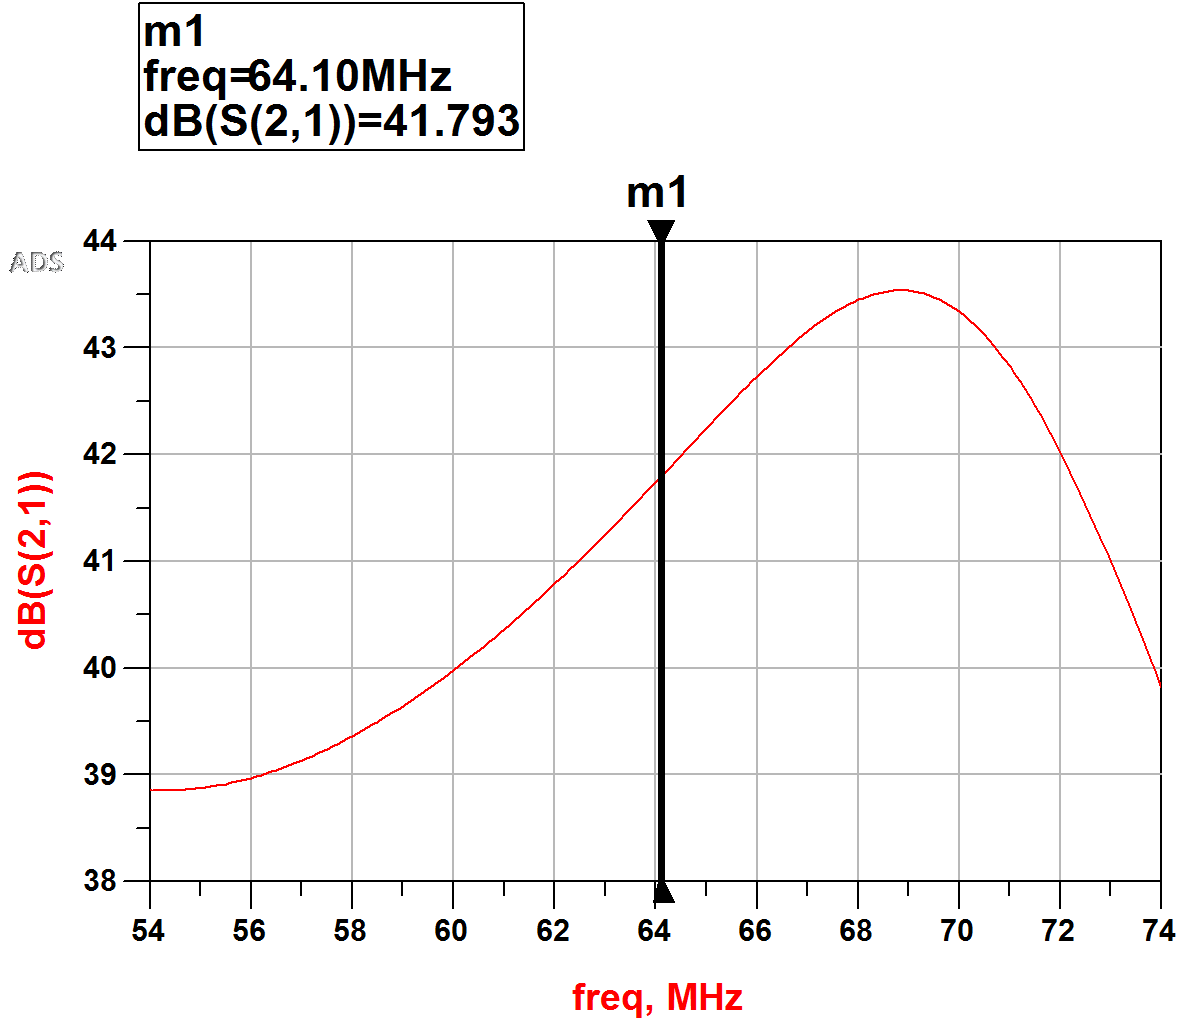 m1
freq=64.10MHz
dB(S(2,1))=41.793
m1
ADS
44
43
42
41
40
39
38
dB(S(2,1))
54 56 58 60 62 64 66 68 70 72 74
freq, MHz